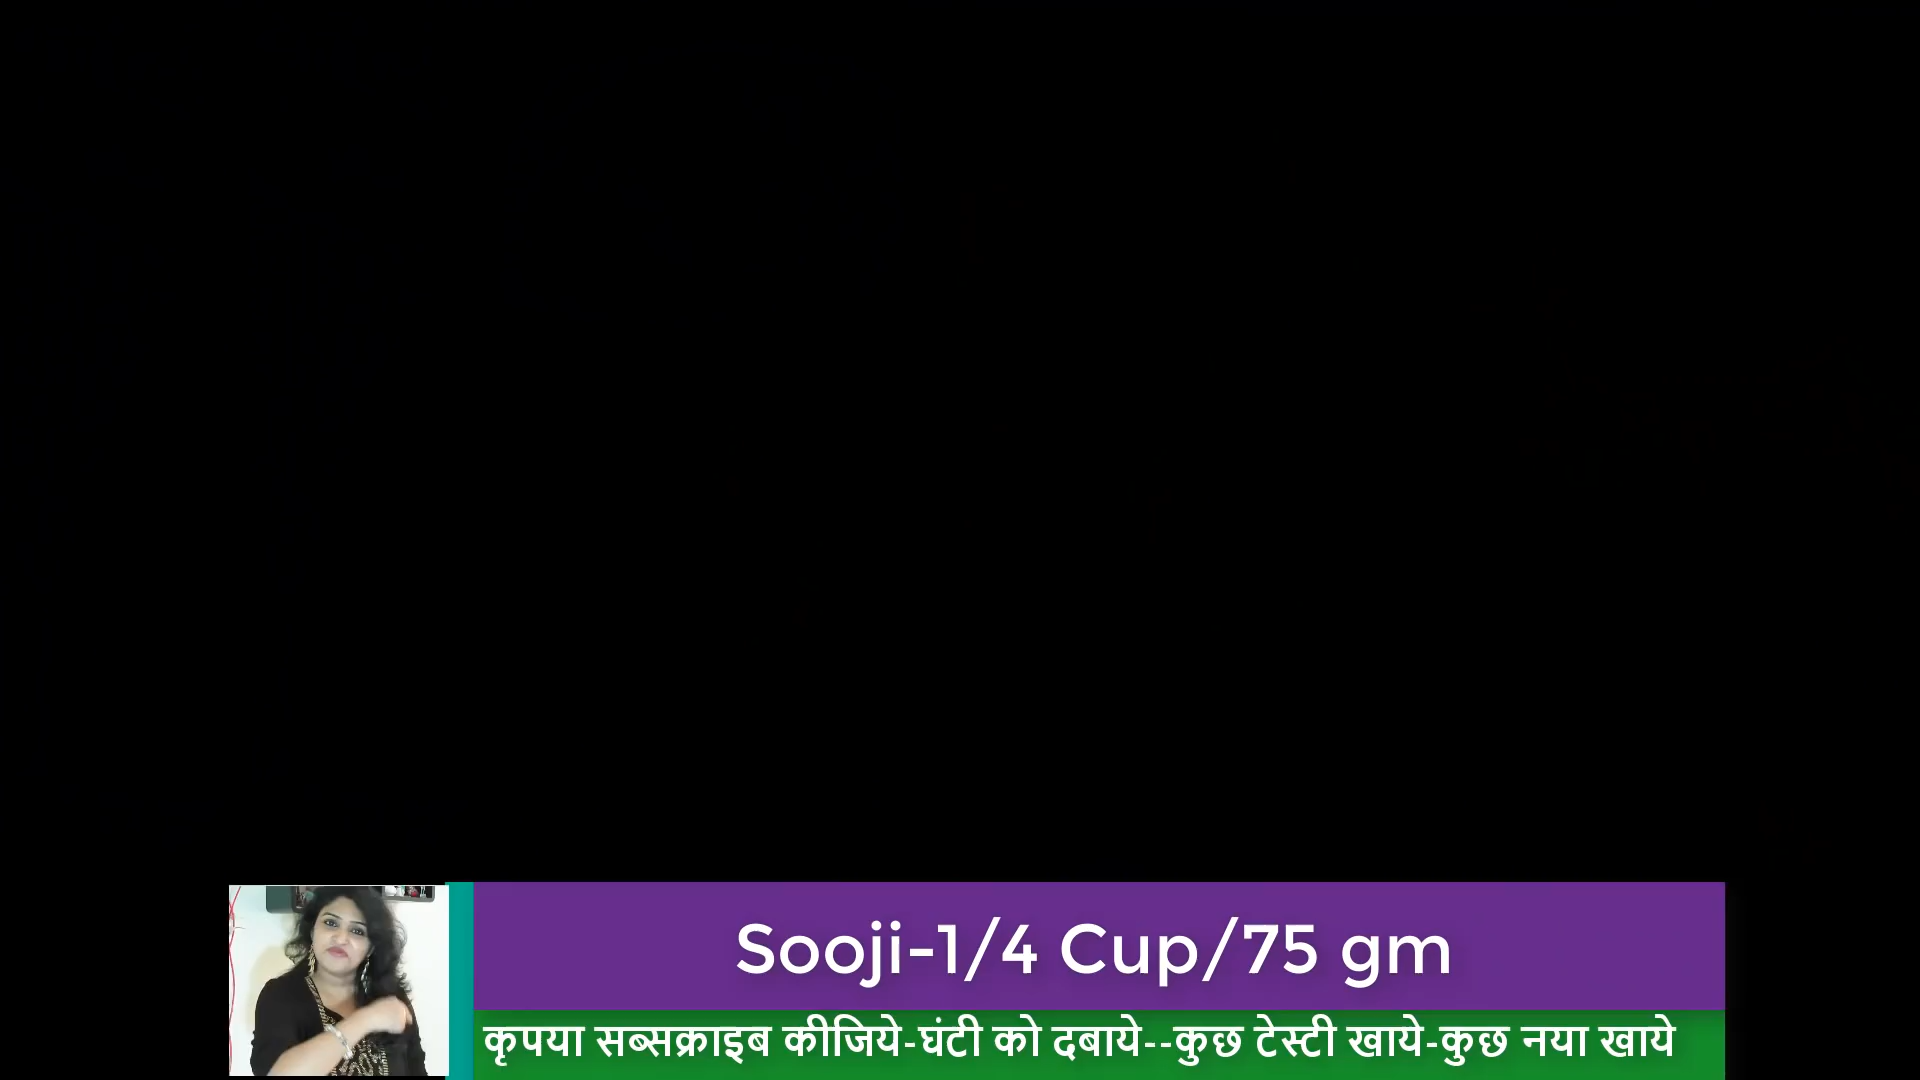 Sooji-1/4 Cup/75 gm
कृपया सब्सक्राइब कीजिये-घंटी को दबाये--कुछ टेस्टी खाये-कुछ नया खाये